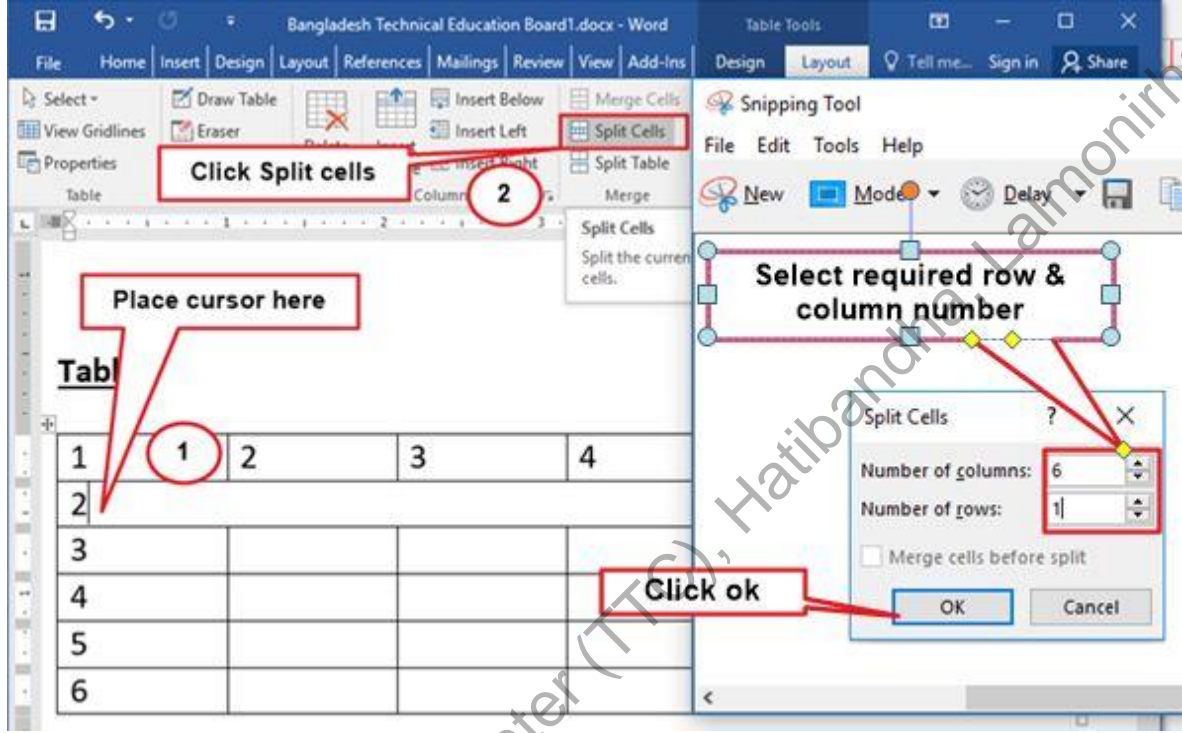 Bangladesh Technical Education Board1.docx - Word
Table Tools
File Home Insert Design Layout References Mailings Review View Add-Ins Design Layout Tell me... Sign in Share
Select
Draw Table
Insert Below
Merge Cells
View Gridlines
Eraser
Insert Left
Split Cells
Properties
Insert Right
Split Table
Table
Merge
Click Split cells
2
Split Cells
Split the curren
cells.
Snipping Tool
File Edit Tools Help
New Mode Delay
Select required row &
column number
Place cursor here
Tabl
1
1 2 3 4
2
3
4
5
6
Split Cells ? X
Number of columns: 6
Number of rows: 1
Merge cells before split
OK Cancel
Click ok
(TTC), Hatibandha, Lalmonirh